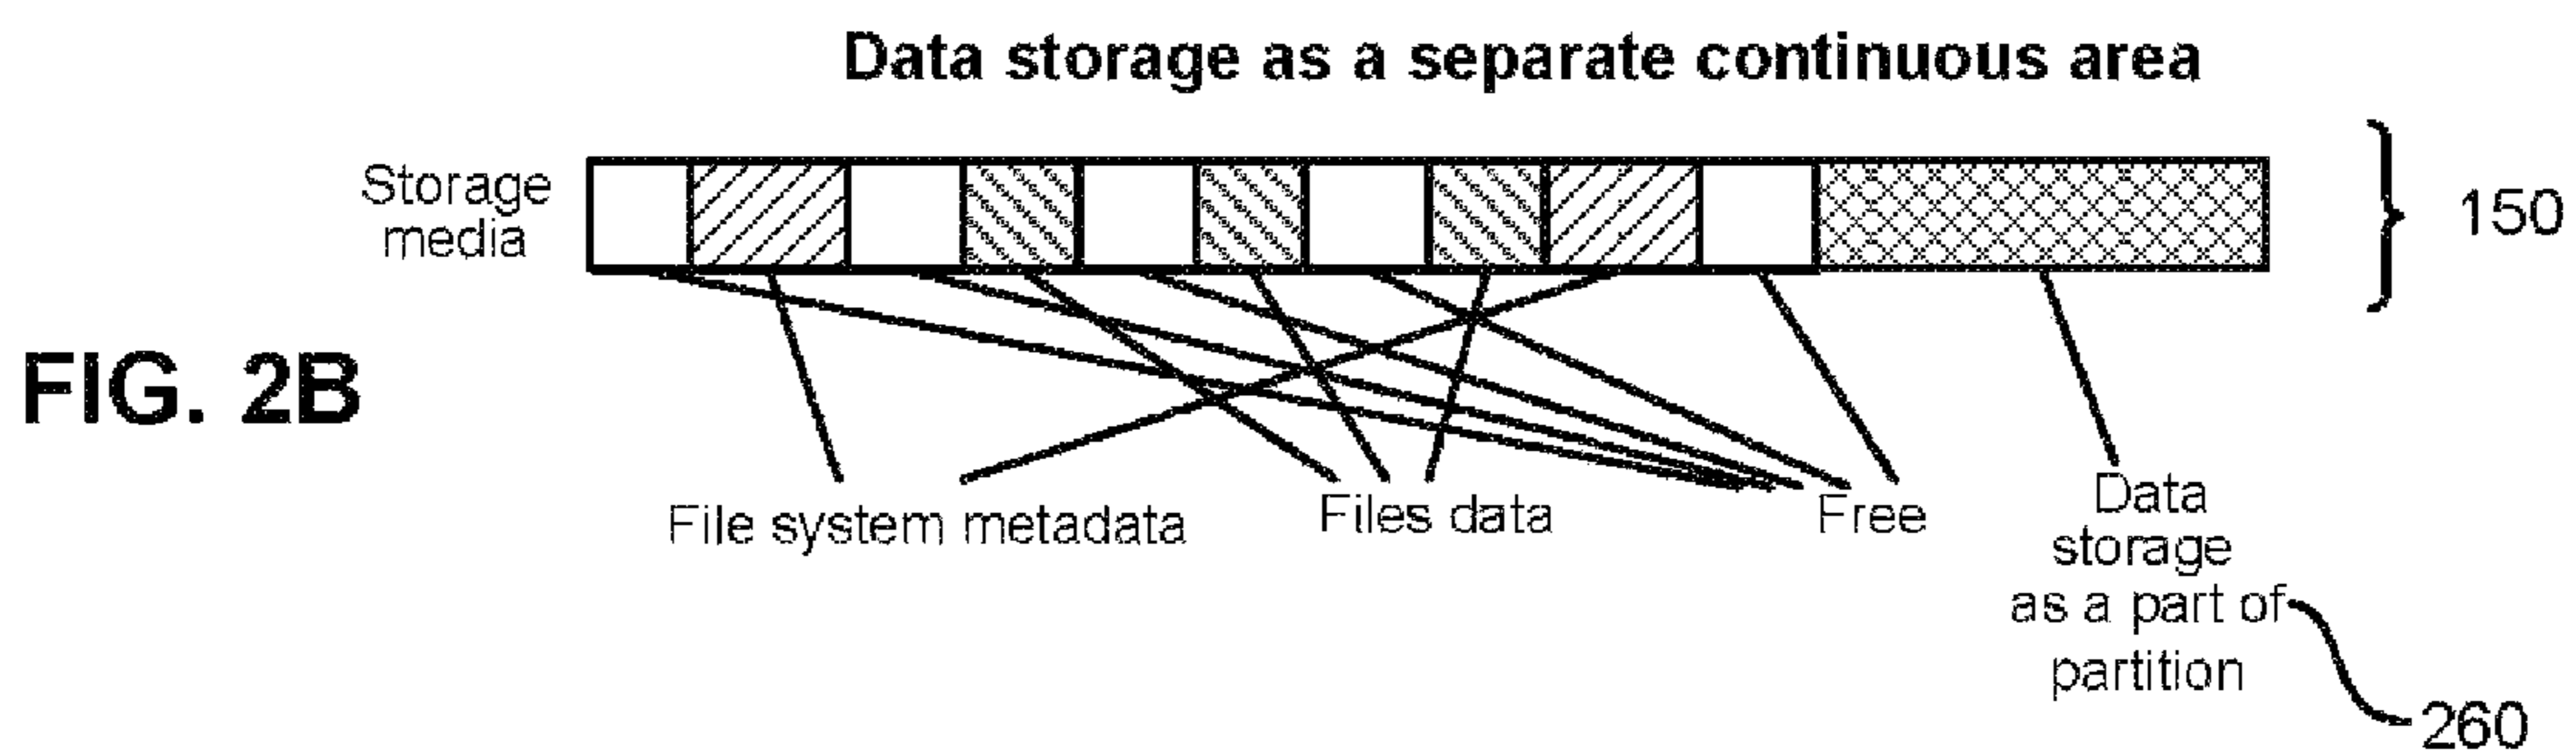 Data storage as a separate continuous area
Storage
media
150
FIG. 2B
File system metadata
Files data
Free
Data
storage
as a part of
partition
260